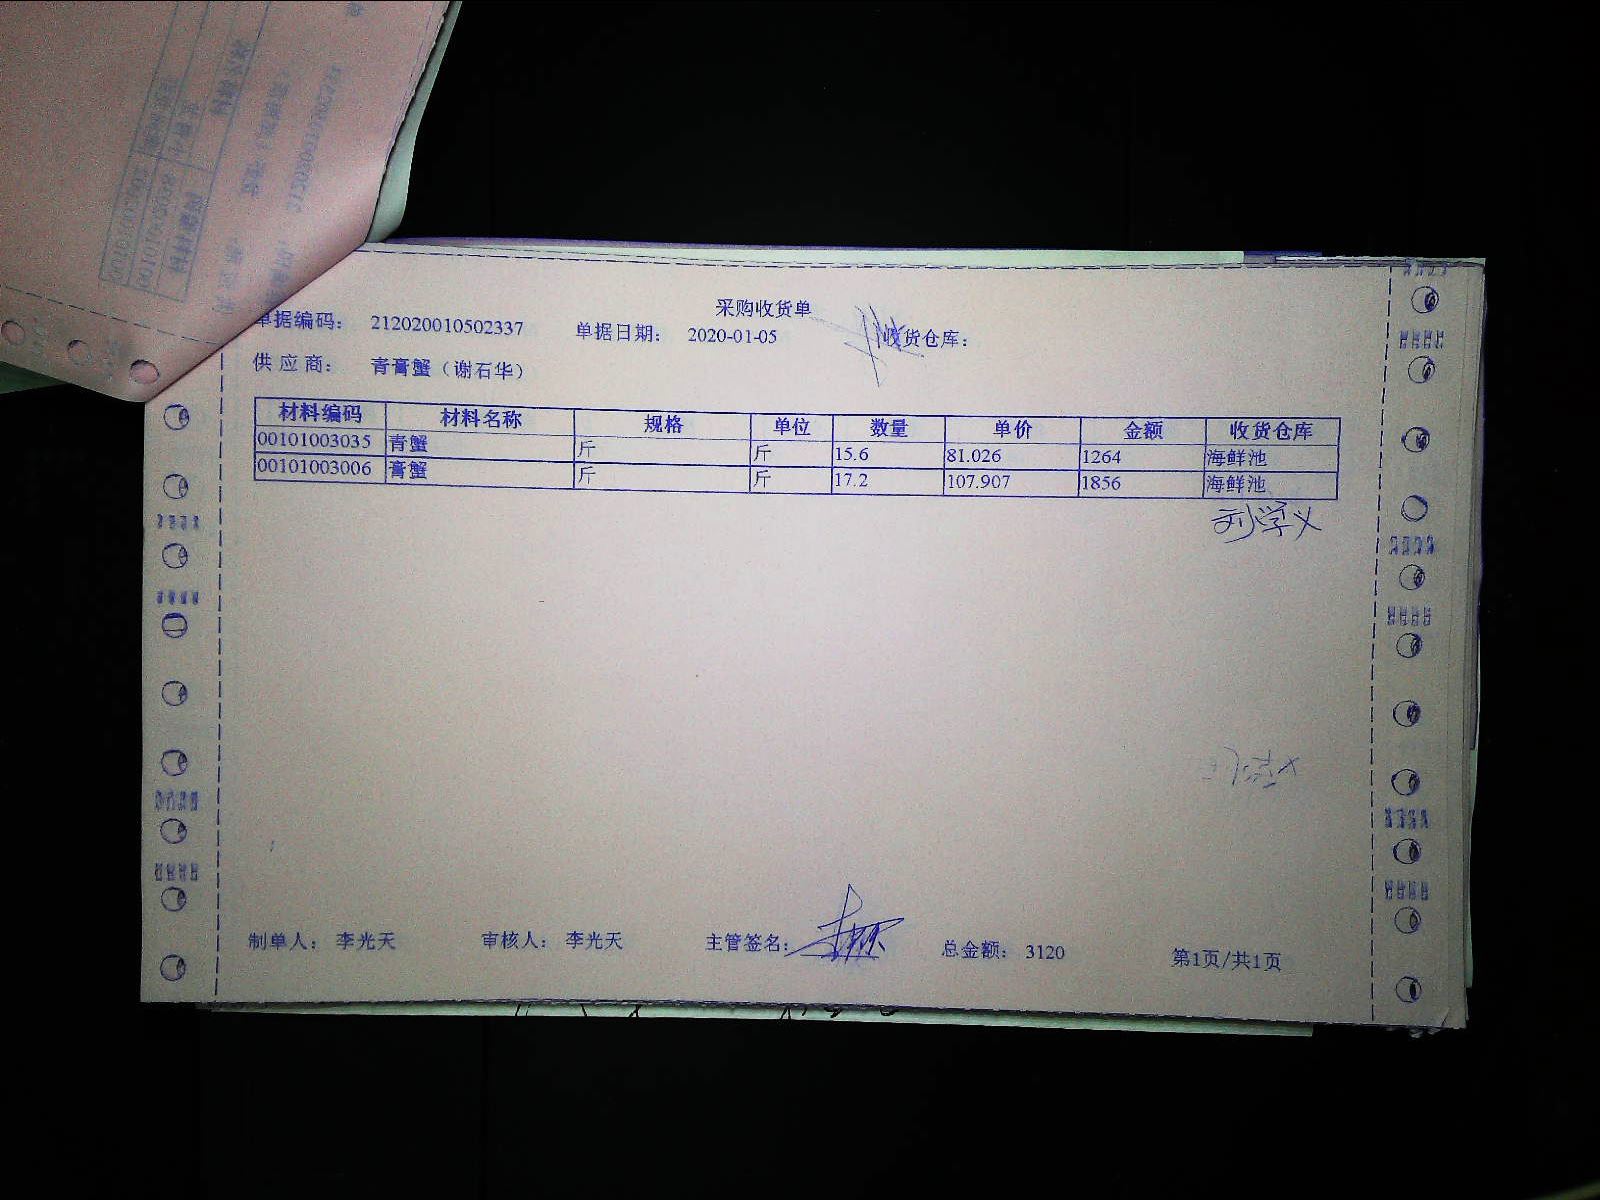 采购收货单
单据编码： 212020010502337 单据日期： 2020-01-05 收货仓库：
供 应 商： 青膏蟹（谢石华）
材料编码 材料名称 规格 单位 数量 单价 金额 收货仓库
00101003035 青蟹 斤 斤 15.6 81.026 1264 海鲜池
00101003006 膏蟹 斤 斤 17.2 107.907 1856 海鲜池
刘学义
制单人： 李光天 审核人： 李光天 主管签名： 总金额： 3120 第1页/共1页